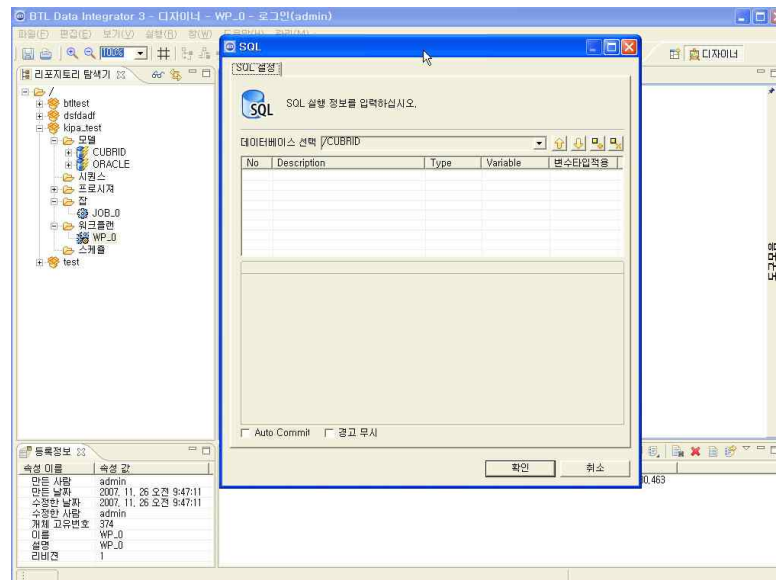 BTL Data Integrator 3 - 디자이너 - WP_0 - 로그인(admin)
파일(F) 편집(E) 보기(V) 실행(R) 창(W)
100%
디자이너
리포지토리 탐색기
/
btltest
dsfdadf
kipa_test
모델
CUBRID
ORACLE
시퀀스
프로시져
잡
JOB_0
워크플랜
WP_0
스케쥴
test
SQL
SQL 설정
SQL
SQL 실행 정보를 입력하십시오.
데이터베이스 선택 /CUBRID
No Description Type Variable 변수타입적용
Auto Commit 경고 무시
확인 취소
등록정보
속성 이름 속성 값
만든 사람 admin
만든 날짜 2007. 11. 26 오전 9:47:11
수정한 날짜 2007. 11. 26 오전 9:47:11
수정한 사람 admin
개체 고유번호 374
이름 WP_0
설명 WP_0
리비젼 1